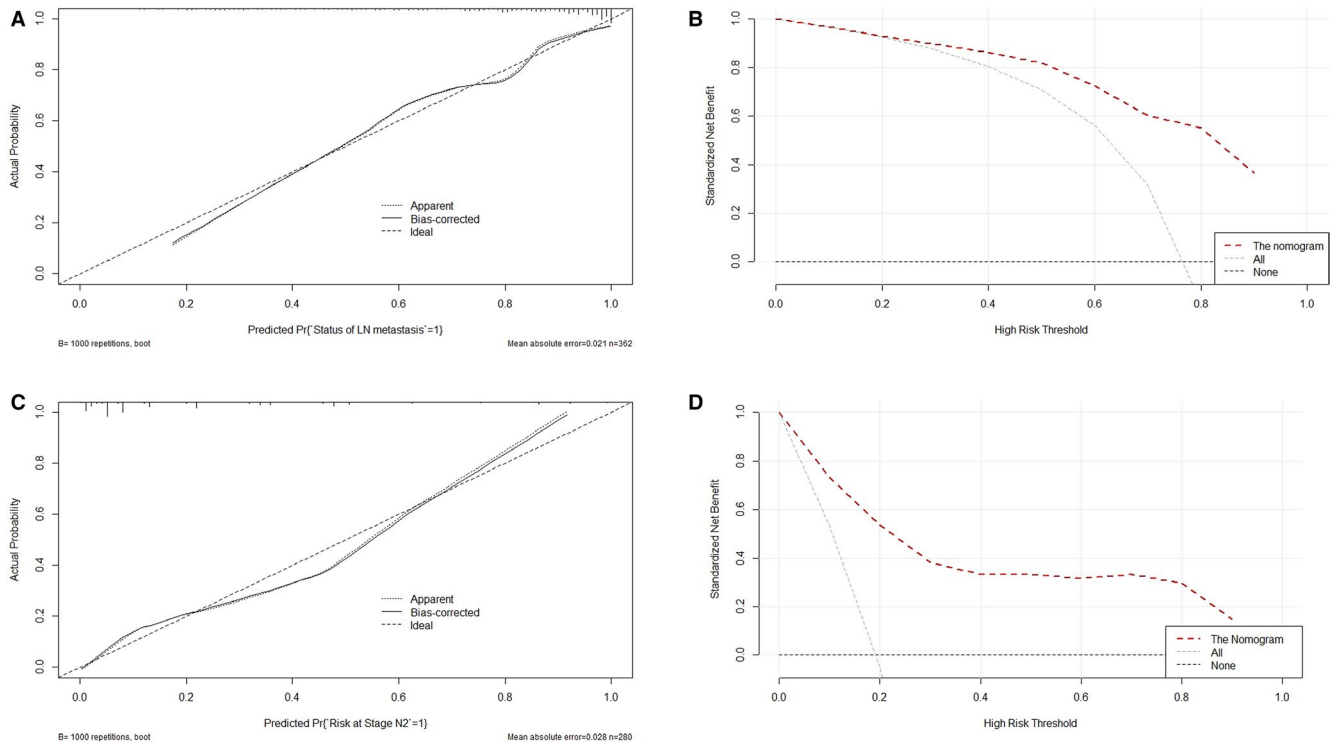 A
Actual Probability
0.0 0.2 0.4 0.6 0.8 1.0
Apparent
Bias-corrected
Ideal
0.0 0.2 0.4 0.6 0.8 1.0
Predicted Pr{`Status of LN metastasis`=1}
B= 1000 repetitions, boot
Mean absolute error=0.021 n=362
B
Standardized Net Benefit
0.0 0.2 0.4 0.6 0.8 1.0
The nomogram
All
None
0.0 0.2 0.4 0.6 0.8 1.0
High Risk Threshold
C
Actual Probability
0.0 0.2 0.4 0.6 0.8 1.0
Apparent
Bias-corrected
Ideal
0.0 0.2 0.4 0.6 0.8 1.0
Predicted Pr{`Risk at Stage N2`=1}
B= 1000 repetitions, boot
Mean absolute error=0.028 n=280
D
Standardized Net Benefit
0.0 0.2 0.4 0.6 0.8 1.0
The Nomogram
All
None
0.0 0.2 0.4 0.6 0.8 1.0
High Risk Threshold